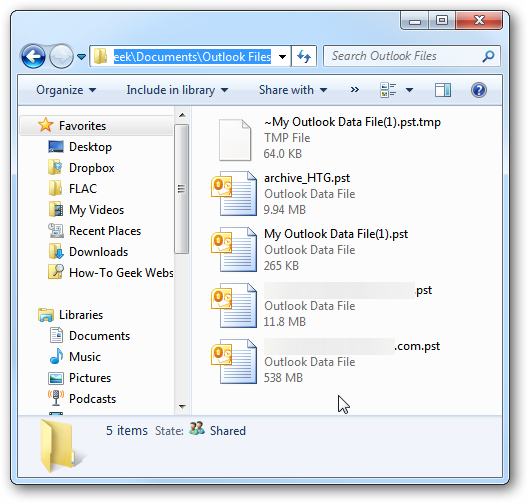 eek\Documents\Outlook Files
Search Outlook Files
Organize
Include in library
Share with
»
Favorites
Desktop
Dropbox
FLAC
My Videos
Recent Places
Downloads
How-To Geek Webs
Libraries
Documents
Music
Pictures
Podcasts
~My Outlook Data File(1).pst.tmp
TMP File
64.0 KB
archive_HTG.pst
Outlook Data File
9.94 MB
My Outlook Data File(1).pst
Outlook Data File
265 KB
.pst
Outlook Data File
11.8 MB
.com.pst
Outlook Data File
538 MB
5 items State: Shared